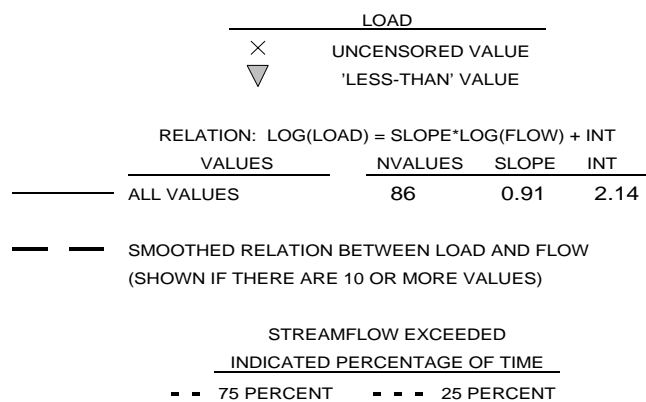 LOAD
UNCENSORED VALUE
'LESS-THAN' VALUE
RELATION: LOG(LOAD) = SLOPE*LOG(FLOW) + INT
VALUES NVALUES SLOPE INT
ALL VALUES 86 0.91 2.14
SMOOTHED RELATION BETWEEN LOAD AND FLOW
(SHOWN IF THERE ARE 10 OR MORE VALUES)
STREAMFLOW EXCEEDED
INDICATED PERCENTAGE OF TIME
75 PERCENT 25 PERCENT